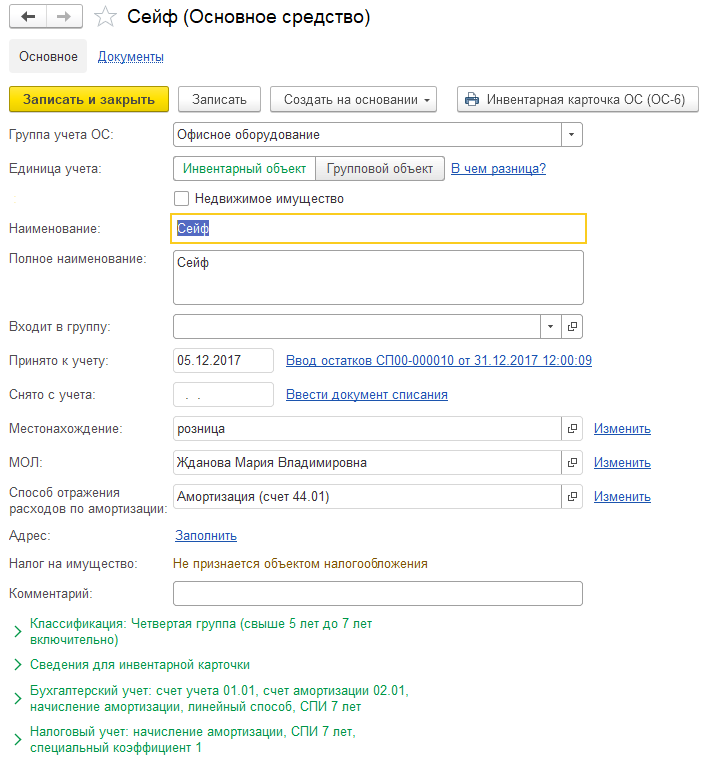 Сейф (Основное средство)
Основное Документы
Записать и закрыть Записать Создать на основании Инвентарная карточка ОС (ОС-6)
Группа учета ОС: Офисное оборудование
Единица учета: Инвентарный объект Групповой объект В чем разница?
Недвижимое имущество
Наименование: Сейф
Полное наименование: Сейф
Входит в группу:
Принято к учету: 05.12.2017 Ввод остатков СП00-000010 от 31.12.2017 12:00:09
Снято с учета: . . Ввести документ списания
Местонахождение: розница Изменить
МОЛ: Жданова Мария Владимировна Изменить
Способ отражения
расходов по амортизации: Амортизация (счет 44.01) Изменить
Адрес: Заполнить
Налог на имущество: Не признается объектом налогообложения
Комментарий:
Классификация: Четвертая группа (свыше 5 лет до 7 лет
включительно)
Сведения для инвентарной карточки
Бухгалтерский учет: счет учета 01.01, счет амортизации 02.01,
начисление амортизации, линейный способ, СПИ 7 лет
Налоговый учет: начисление амортизации, СПИ 7 лет,
специальный коэффициент 1